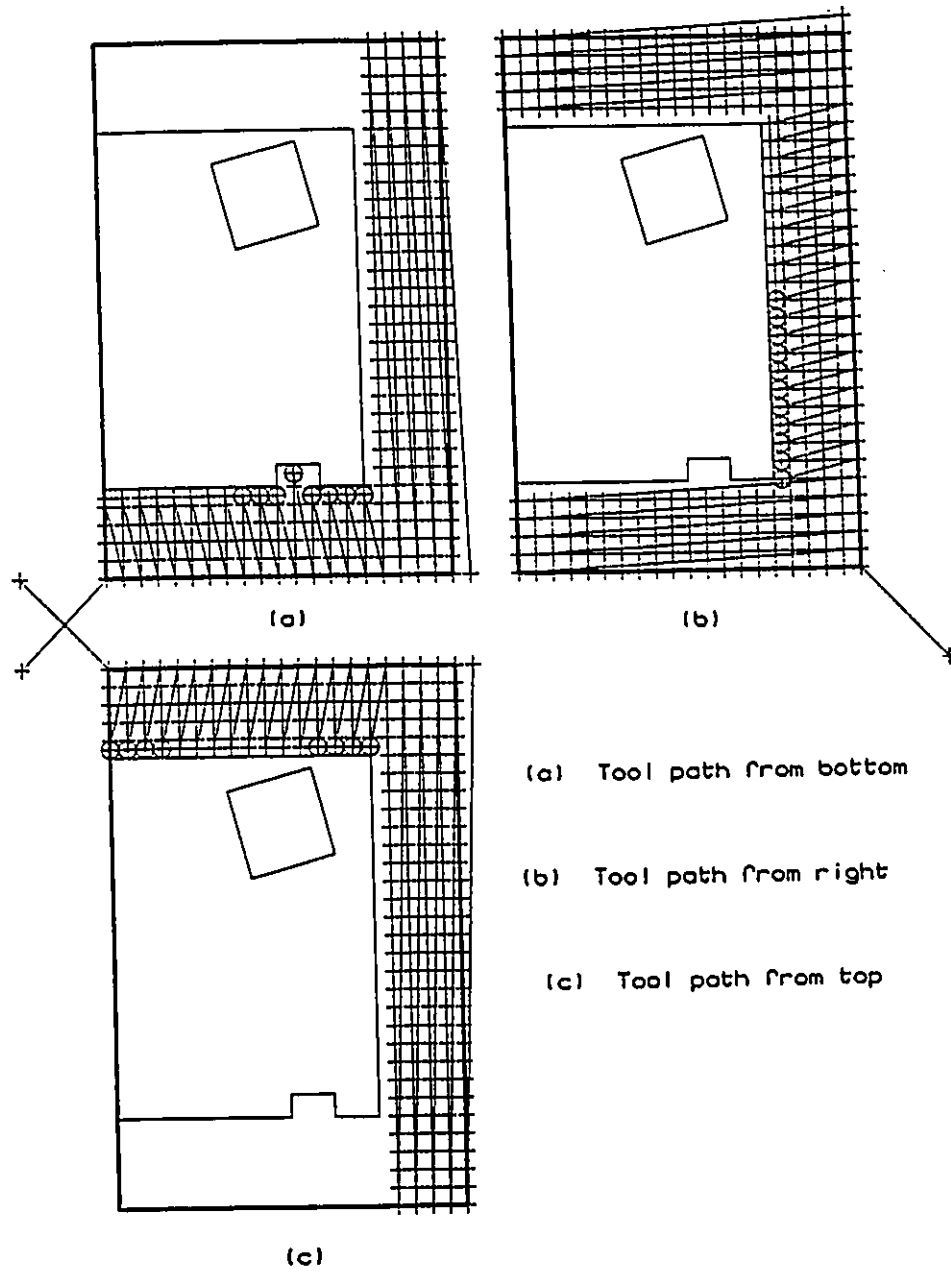 (a)
(b)
(a) Tool path from bottom
(b) Tool path from right
(c) Tool path from top
(c)